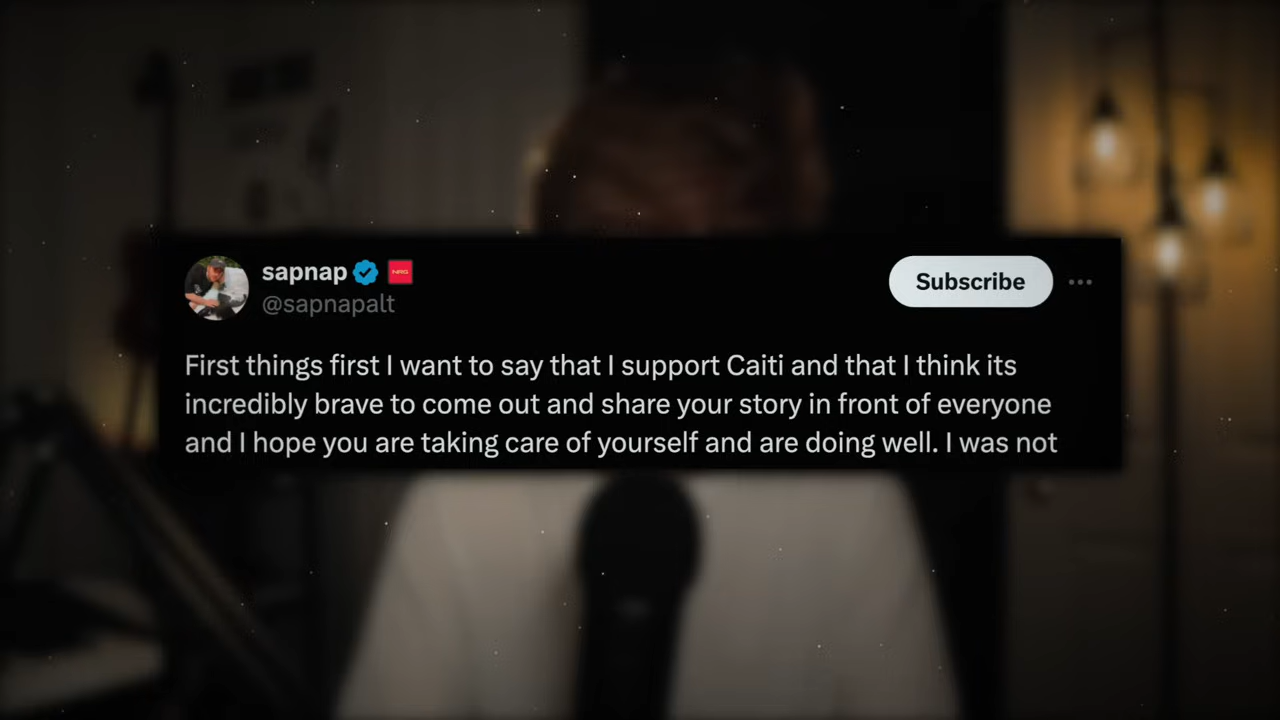 sapnap
NRG
@sapnapalt
Subscribe
First things first I want to say that I support Caiti and that I think its
incredibly brave to come out and share your story in front of everyone
and I hope you are taking care of yourself and are doing well. I was not